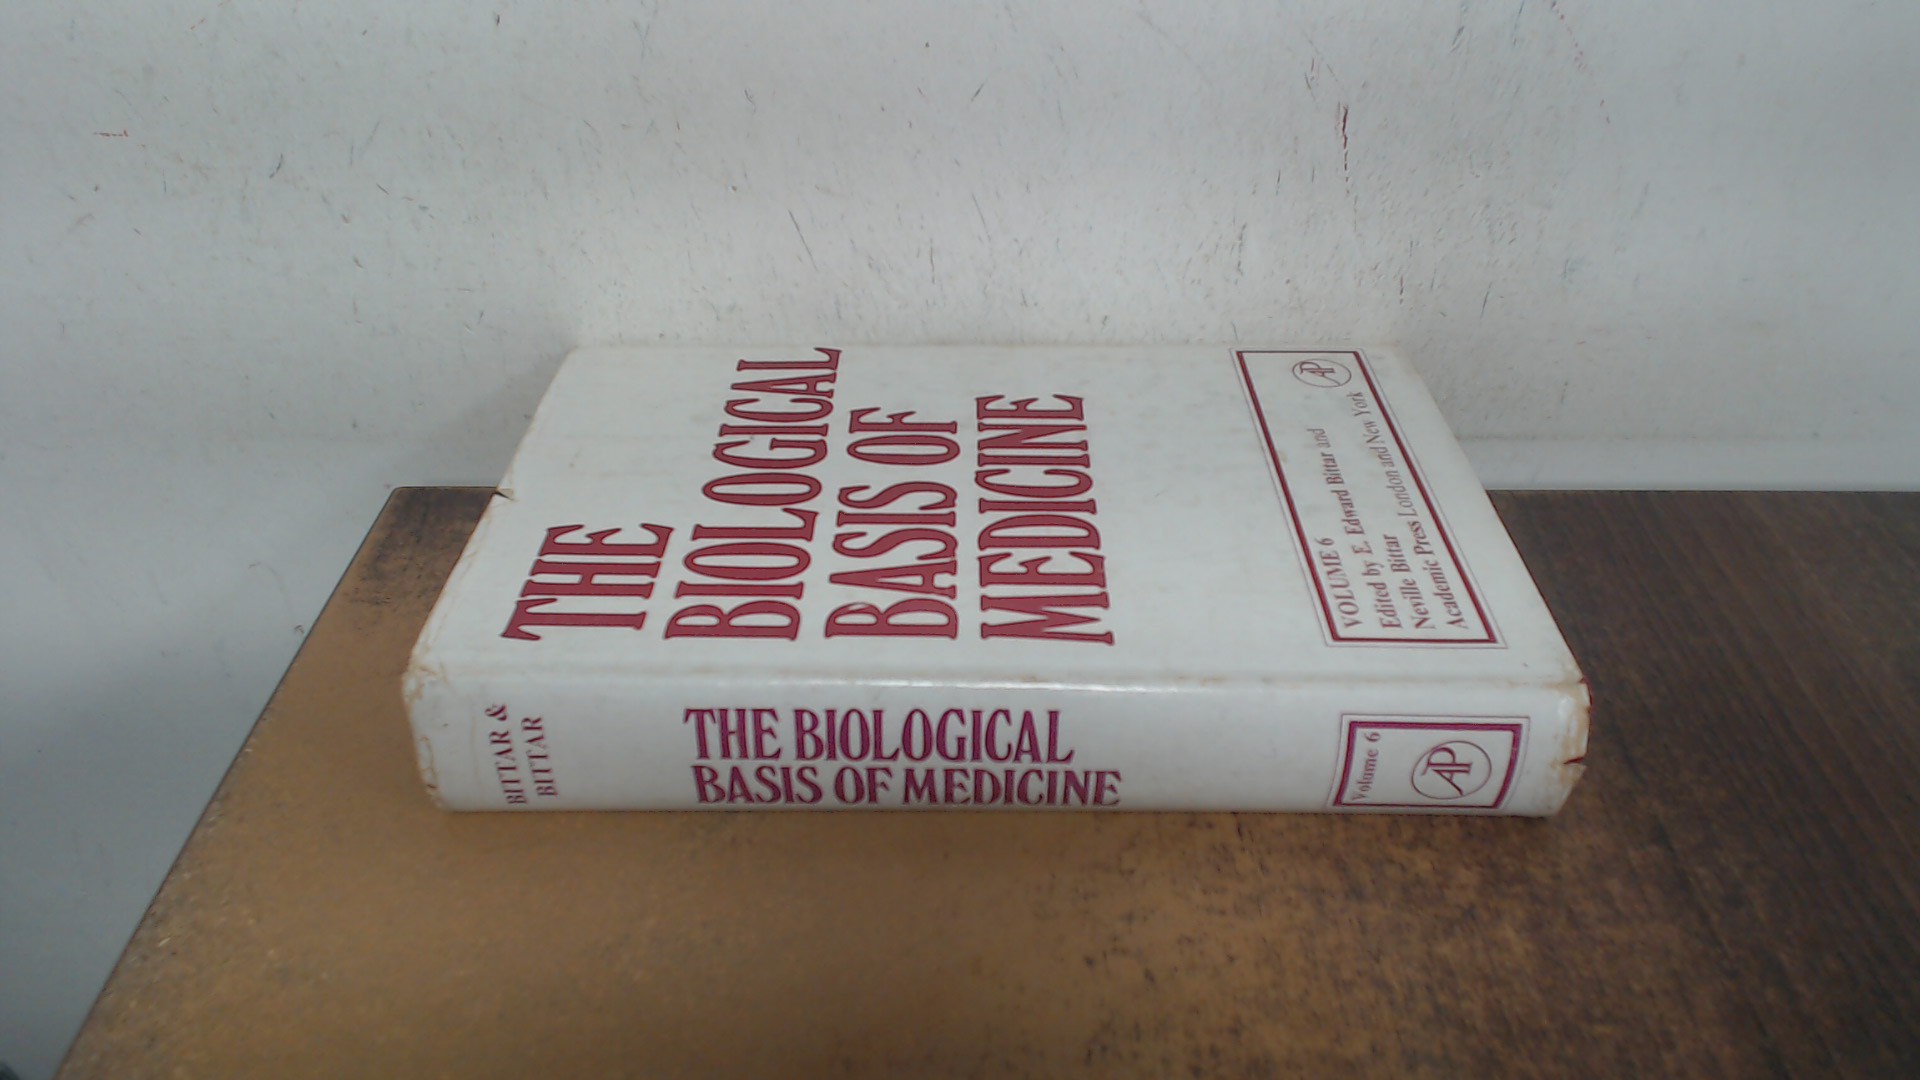 THE
BIOLOGICAL
BASIS OF
MEDICINE
VOLUME 6
Edited by E. Edward Bittar and
Neville Bittar
Academic Press London and New York
AP
BITTAR &
BITTAR
THE BIOLOGICAL
BASIS OF MEDICINE
Volume 6
AP